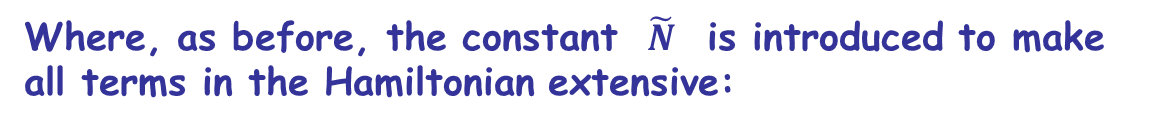 Where, as before, the constant Ñ is introduced to make
all terms in the Hamiltonian extensive: